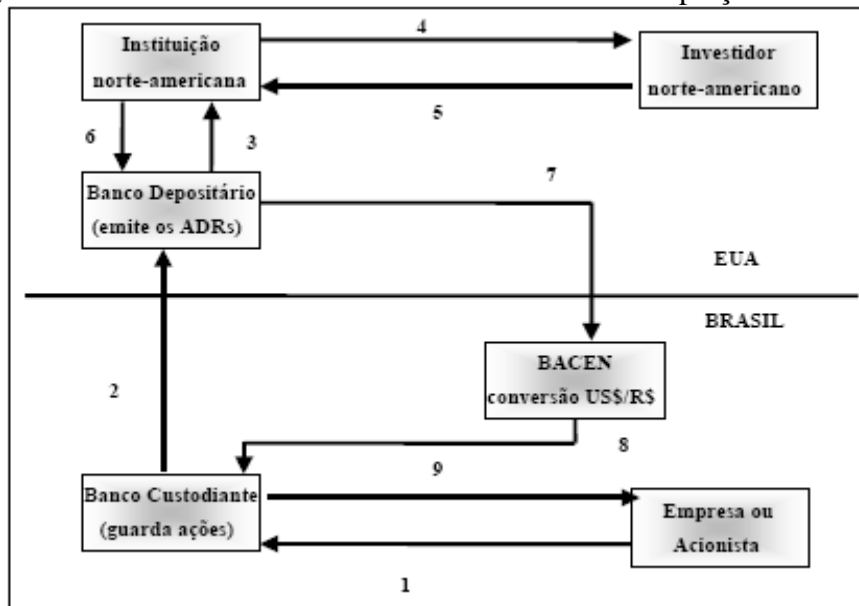 4
Instituição
norte-americana
Investidor
norte-americano
5
6
3
7
Banco Depositário
(emite os ADRs)
EUA
BRASIL
BACEN
conversão US$/R$
2
8
9
Banco Custodiante
(guarda ações)
Empresa ou
Acionista
1